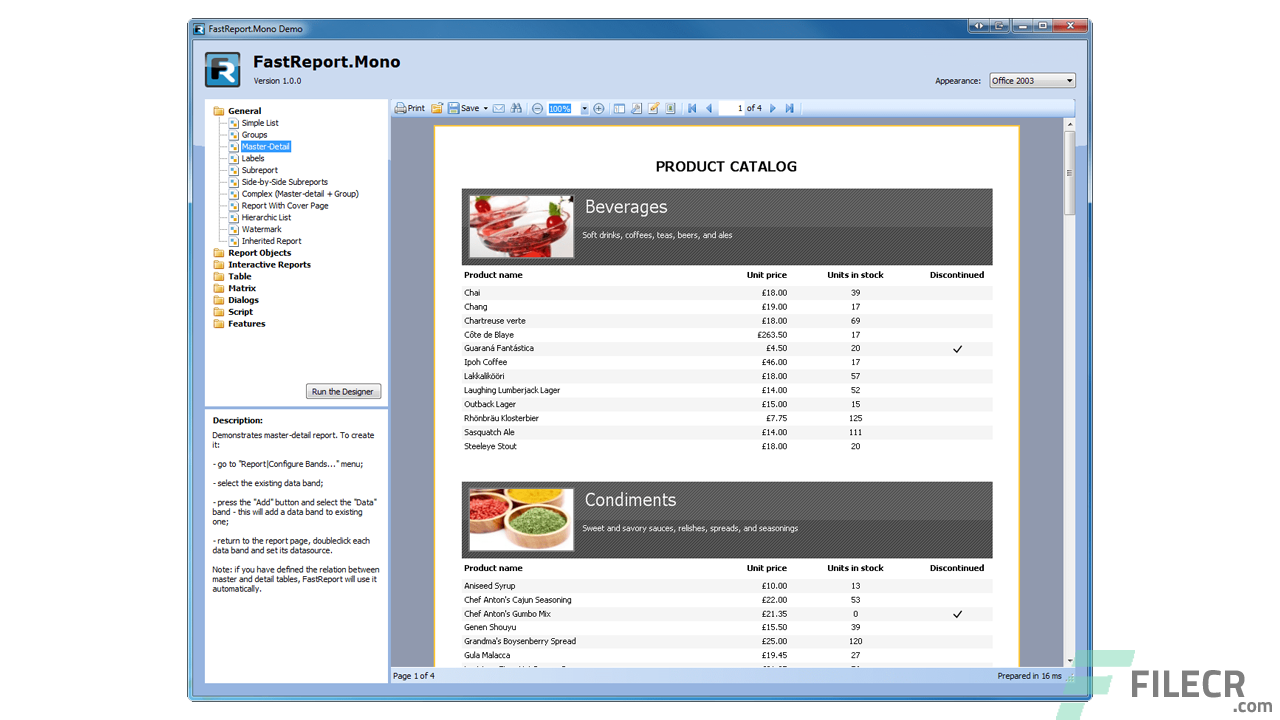 FastReport.Mono Demo
FastReport.Mono
Version 1.0.0
Appearance: Office 2003
General
Simple List
Groups
Master-Detail
Labels
Subreport
Side-by-Side Subreports
Complex (Master-detail + Group)
Report With Cover Page
Hierarchic List
Watermark
Inherited Report
Report Objects
Interactive Reports
Table
Matrix
Dialogs
Script
Features
Run the Designer
Description:
Demonstrates master-detail report. To create
it:
- go to "Report|Configure Bands..." menu;
- select the existing data band;
- press the "Add" button and select the "Data"
band - this will add a data band to existing
one;
- return to the report page, doubleclick each
data band and set its datasource.
Note: if you have defined the relation between
master and detail tables, FastReport will use it
automatically.
Print Save 100% 1 of 4
PRODUCT CATALOG
Beverages
Soft drinks, coffees, teas, beers, and ales
Product name Unit price Units in stock Discontinued
Chai £18.00 39
Chang £19.00 17
Chartreuse verte £18.00 69
Côte de Blaye £263.50 17
Guaraná Fantástica £4.50 20
Ipoh Coffee £46.00 17
Lakkalikööri £18.00 57
Laughing Lumberjack Lager £14.00 52
Outback Lager £15.00 15
Rhönbräu Klosterbier £7.75 125
Sasquatch Ale £14.00 111
Steeleye Stout £18.00 20
Condiments
Sweet and savory sauces, relishes, spreads, and seasonings
Product name Unit price Units in stock Discontinued
Aniseed Syrup £10.00 13
Chef Anton's Cajun Seasoning £22.00 53
Chef Anton's Gumbo Mix £21.35 0
Genen Shouyu £15.50 39
Grandma's Boysenberry Spread £25.00 120
Gula Malacca £19.45 27
Page 1 of 4
Prepared in 16 ms
FILECR
.com